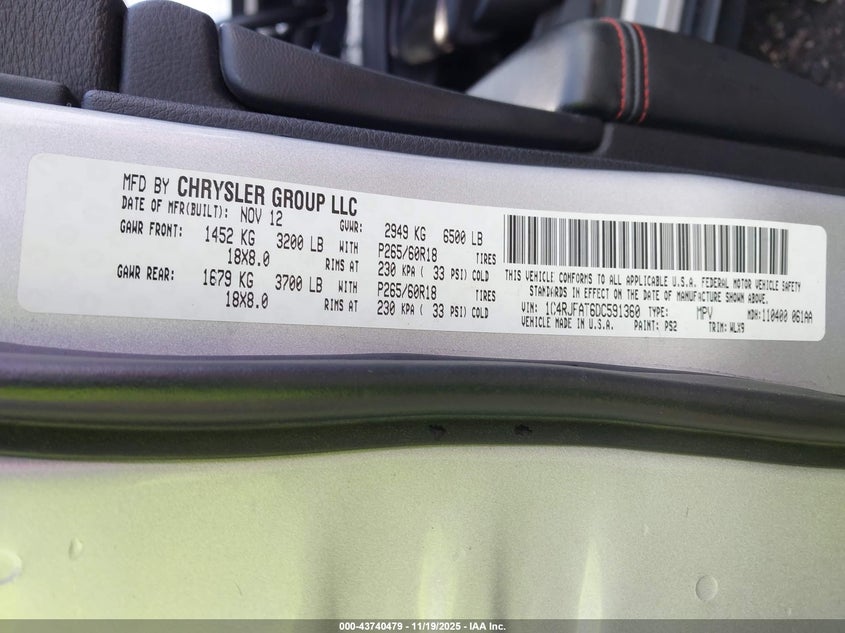 MFD BY CHRYSLER GROUP LLC
DATE OF MFR(BUILT): NOV 12 GVWR: 2949 KG 6500 LB
GAWR FRONT: 1452 KG 3200 LB WITH P265/60R18 TIRES
18X8.0 RIMS AT 230 KPA ( 33 PSI) COLD
GAWR REAR: 1679 KG 3700 LB WITH P265/60R18 TIRES
18X8.0 RIMS AT 230 KPA ( 33 PSI) COLD
THIS VEHICLE CONFORMS TO ALL APPLICABLE U.S.A. FEDERAL MOTOR VEHICLE SAFETY
STANDARDS IN EFFECT ON THE DATE OF MANUFACTURE SHOWN ABOVE.
VIN: 1C4RJFAT6DC591360 TYPE: MPV MDH:110400 061AA
VEHICLE MADE IN U.S.A. PAINT: PS2 TRIM: WLX9
000-43740479 - 11/19/2025 - IAA Inc.